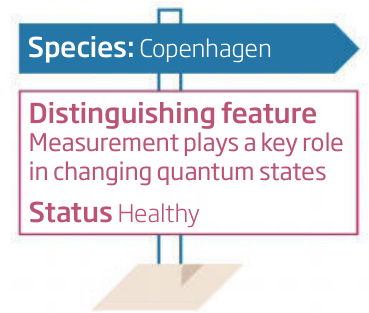 Species: Copenhagen
Distinguishing feature
Measurement plays a key role
in changing quantum states
Status Healthy